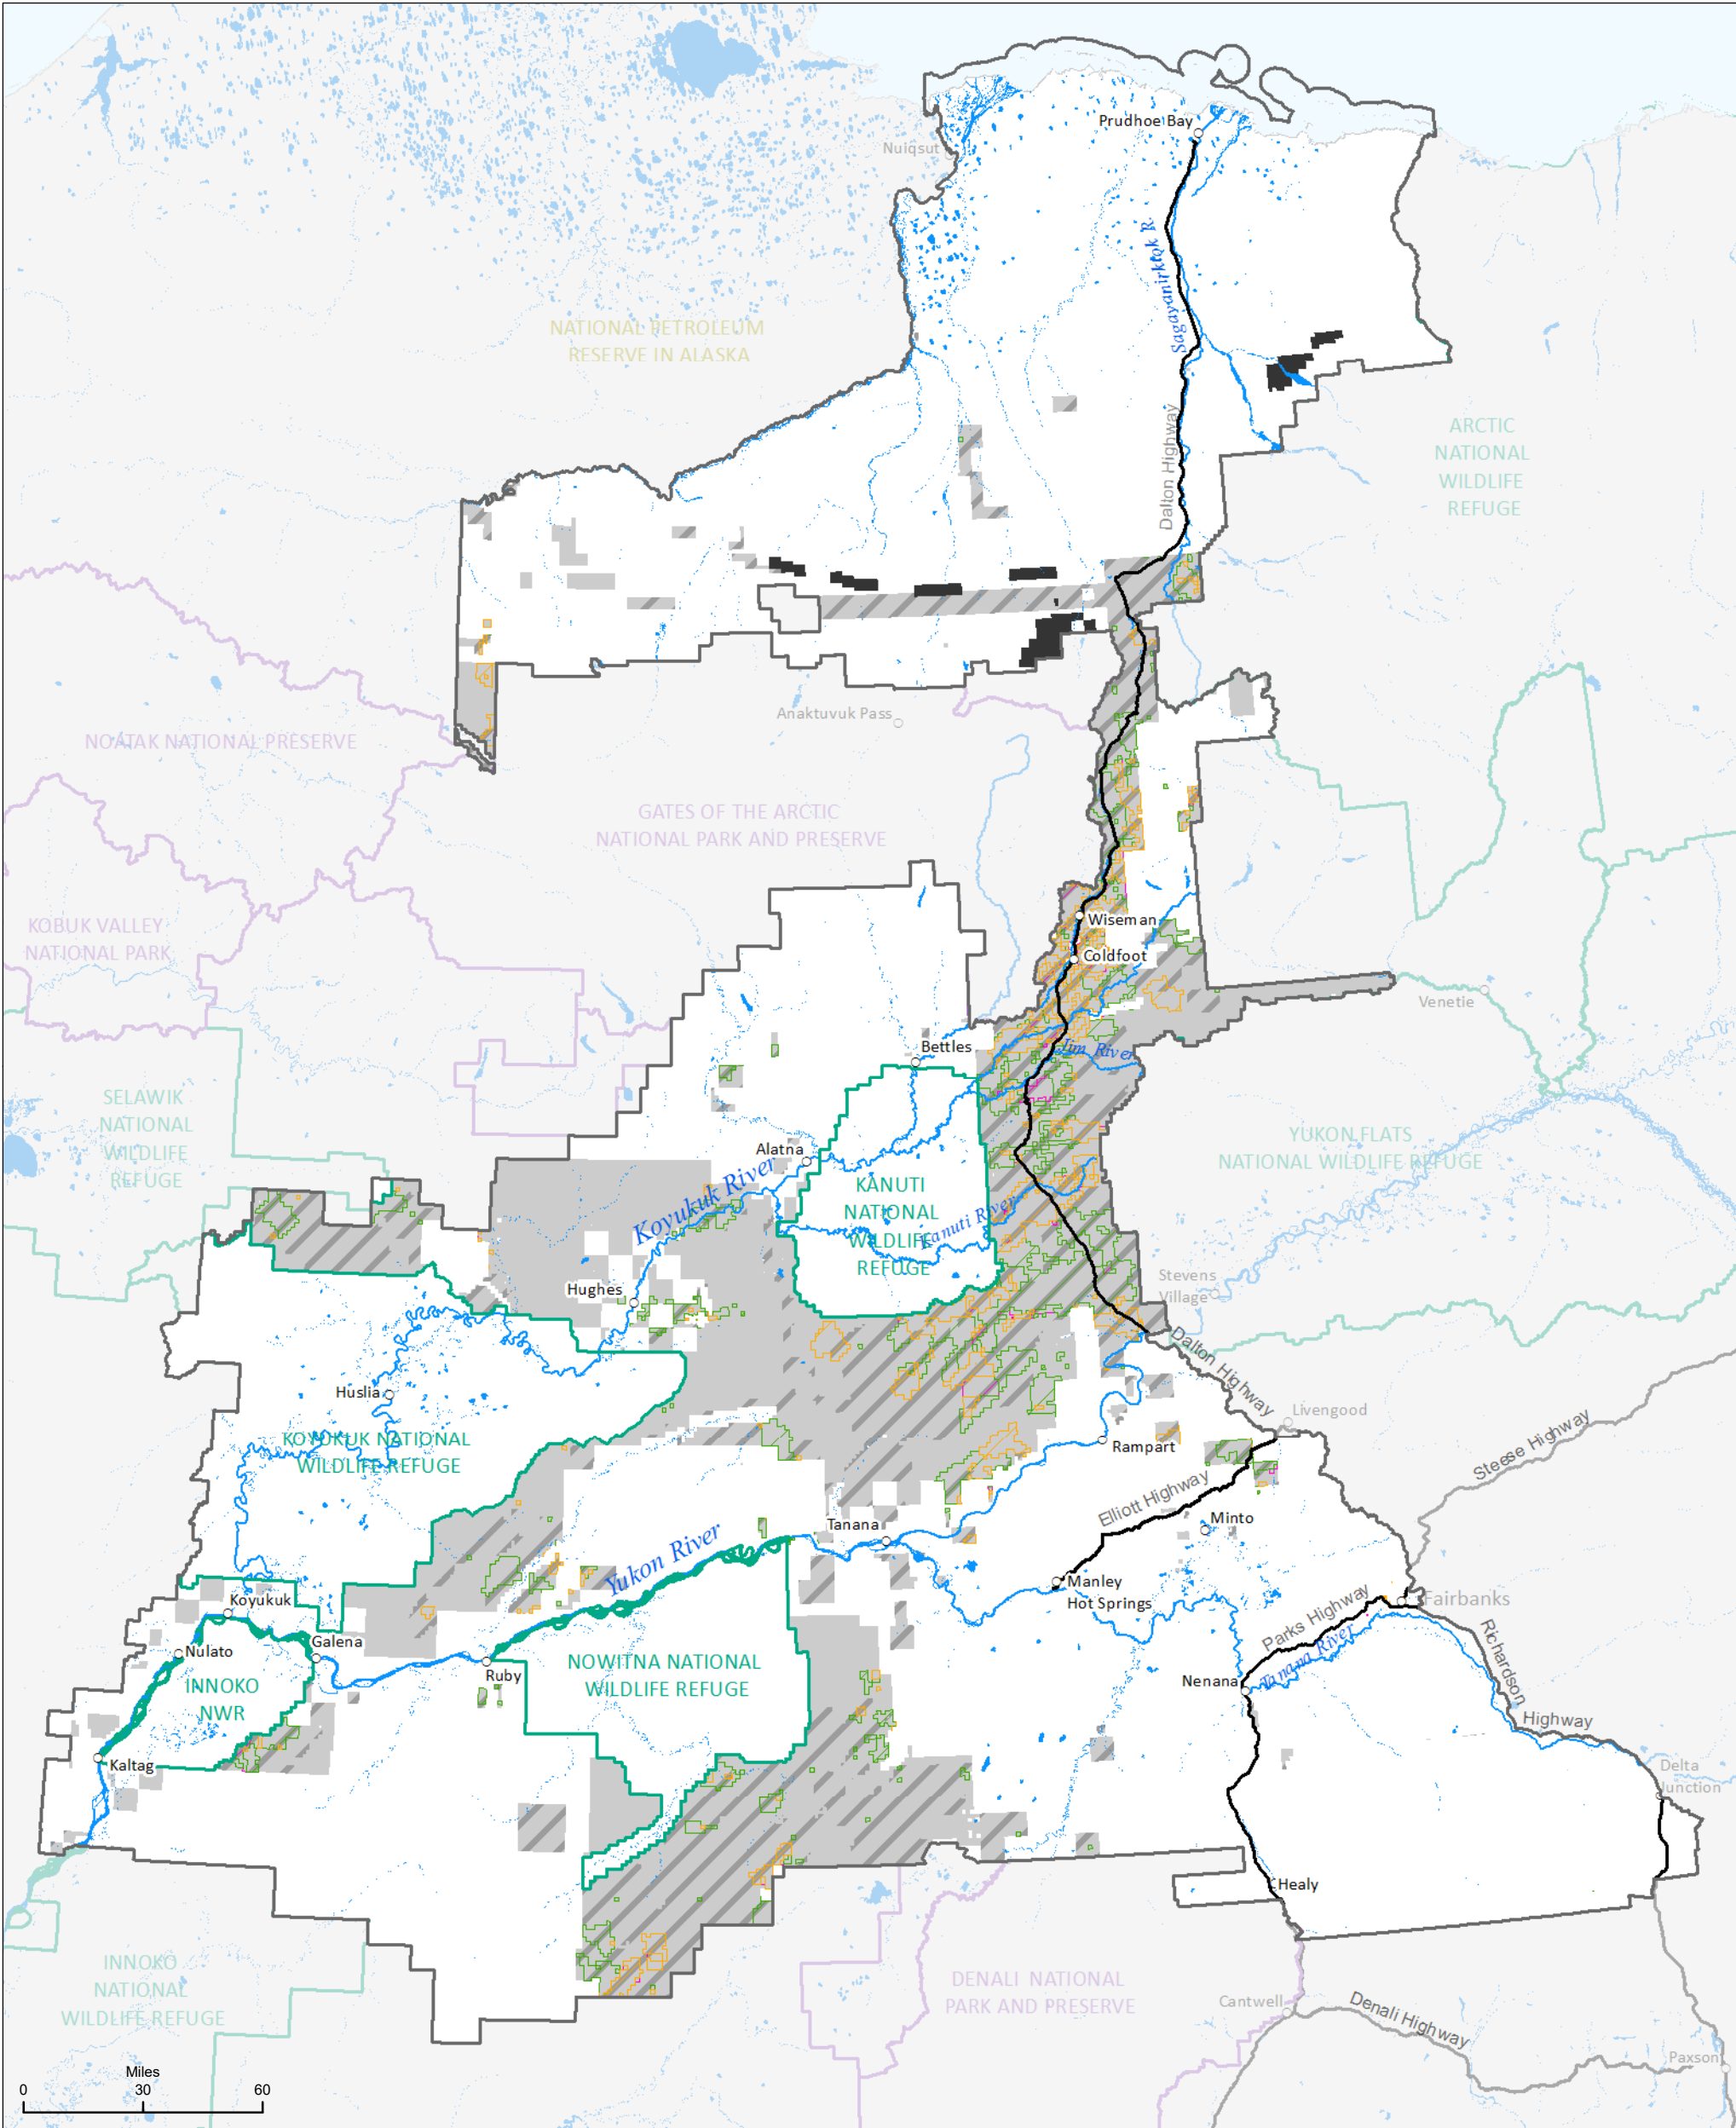 Prudhoe Bay
Nuiqsut
Sagavanirktok R.
NATIONAL PETROLEUM
RESERVE IN ALASKA
Dalton Highway
ARCTIC
NATIONAL
WILDLIFE
REFUGE
Anaktuvuk Pass
NOATAK NATIONAL PRESERVE
GATES OF THE ARCTIC
NATIONAL PARK AND PRESERVE
KOBUK VALLEY
NATIONAL PARK
Wiseman
Coldfoot
Venetie
Bettles
Jim River
SELAWIK
NATIONAL
WILDLIFE
REFUGE
YUKON FLATS
NATIONAL WILDLIFE REFUGE
Alatna
Koyukuk River
KANUTI
NATIONAL
WILDLIFE
REFUGE
Kanuti River
Hughes
Stevens
Village
Dalton Highway
Huslia
Livengood
KOYUKUK NATIONAL
WILDLIFE REFUGE
Rampart
Steese Highway
Elliott Highway
Minto
Tanana
Yukon River
Manley
Hot Springs
Koyukuk
Fairbanks
Parks Highway
Tanana River
Richardson
Highway
Nulato
Galena
Ruby
INNOKO
NWR
NOWITNA NATIONAL
WILDLIFE REFUGE
Nenana
Kaltag
Delta
Junction
Healy
INNOKO
NATIONAL
WILDLIFE REFUGE
DENALI NATIONAL
PARK AND PRESERVE
Cantwell
Denali Highway
Paxson
Miles
0 30 60